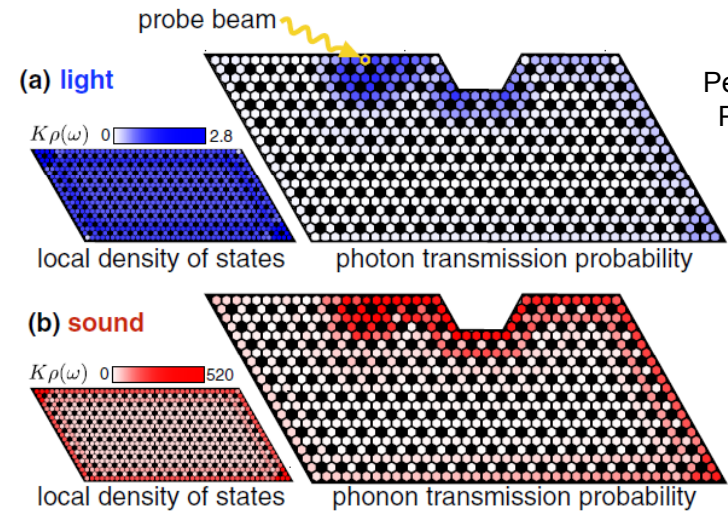 probe beam
(a) light
Kρ(ω) 0 2.8
local density of states
photon transmission probability
(b) sound
Kρ(ω) 0 520
local density of states
phonon transmission probability